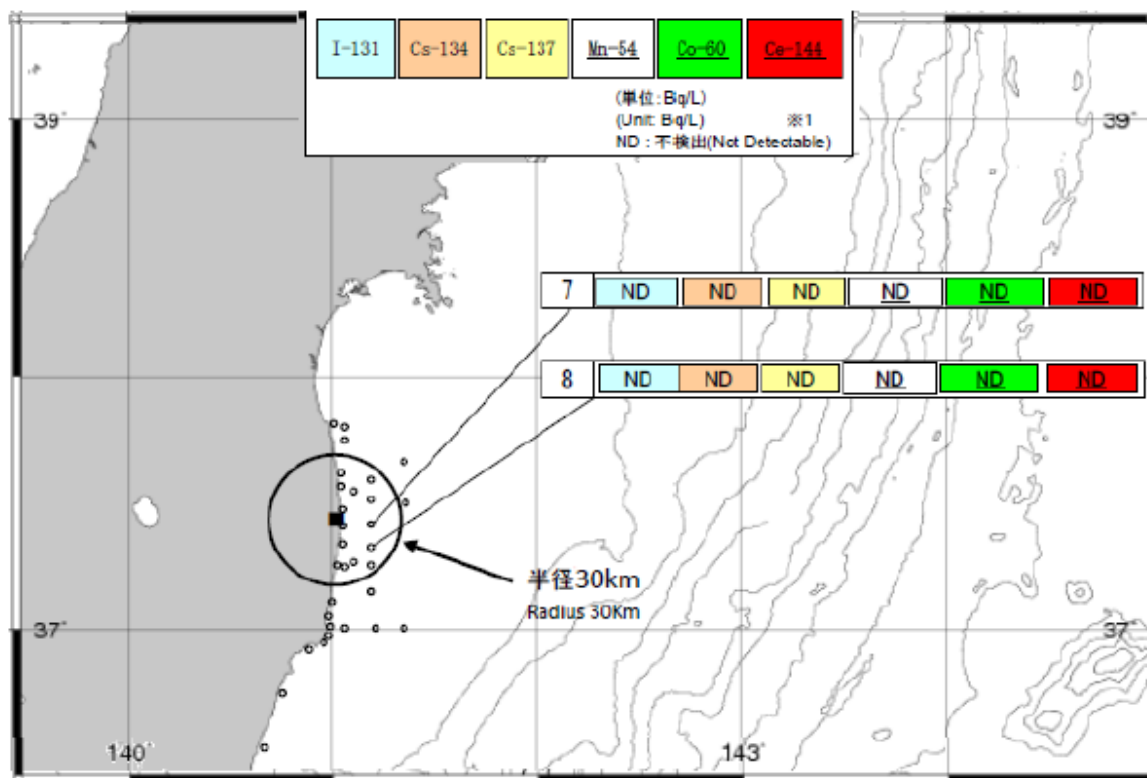 I-131 Cs-134 Cs-137 Mn-54 Co-60 Ce-144
(単位: Bq/L)
(Unit: Bq/L) ※1
ND : 不検出(Not Detectable)
39° 39°
7 ND ND ND ND ND ND
8 ND ND ND ND ND ND
半径30km
Radius 30Km
37° 37°
140° 143°